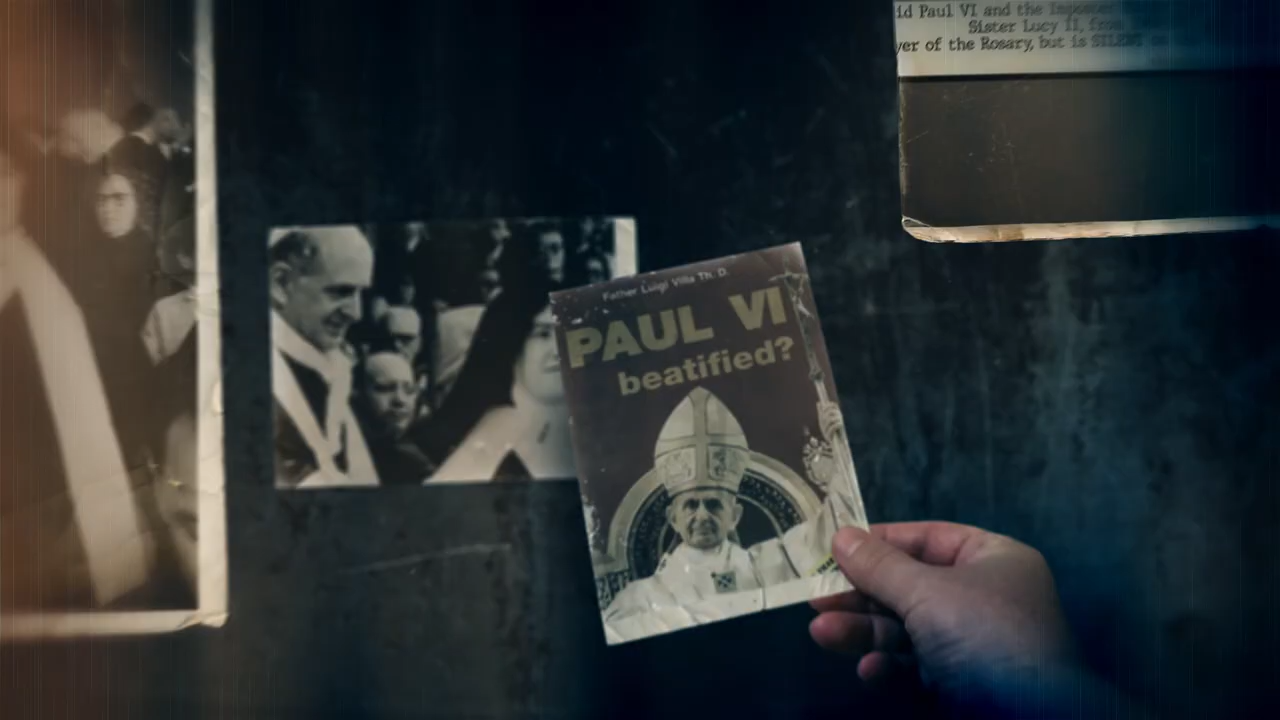 id Paul VI and the Imposter
Sister Lucy II, from
yer of the Rosary, but is SILENT
Father Luigi Villa Th. D.
PAUL VI
beatified?